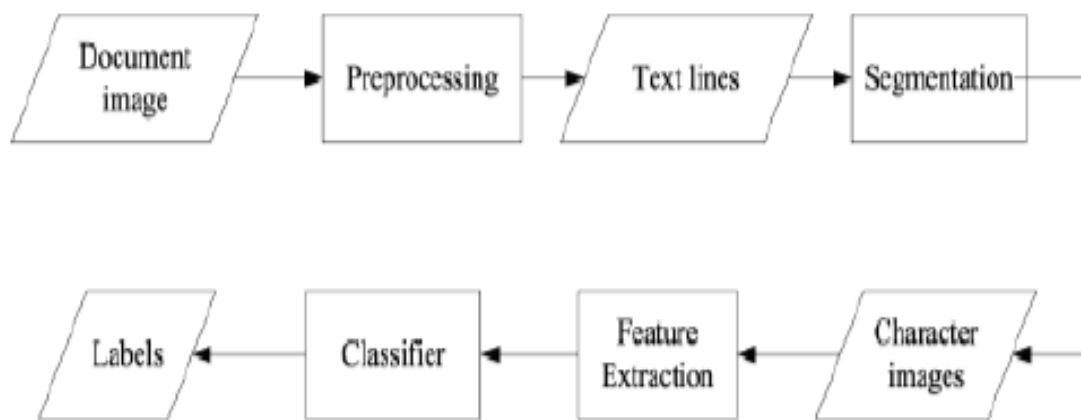 Document
image
Preprocessing
Text lines
Segmentation
Labels
Classifier
Feature
Extraction
Character
images